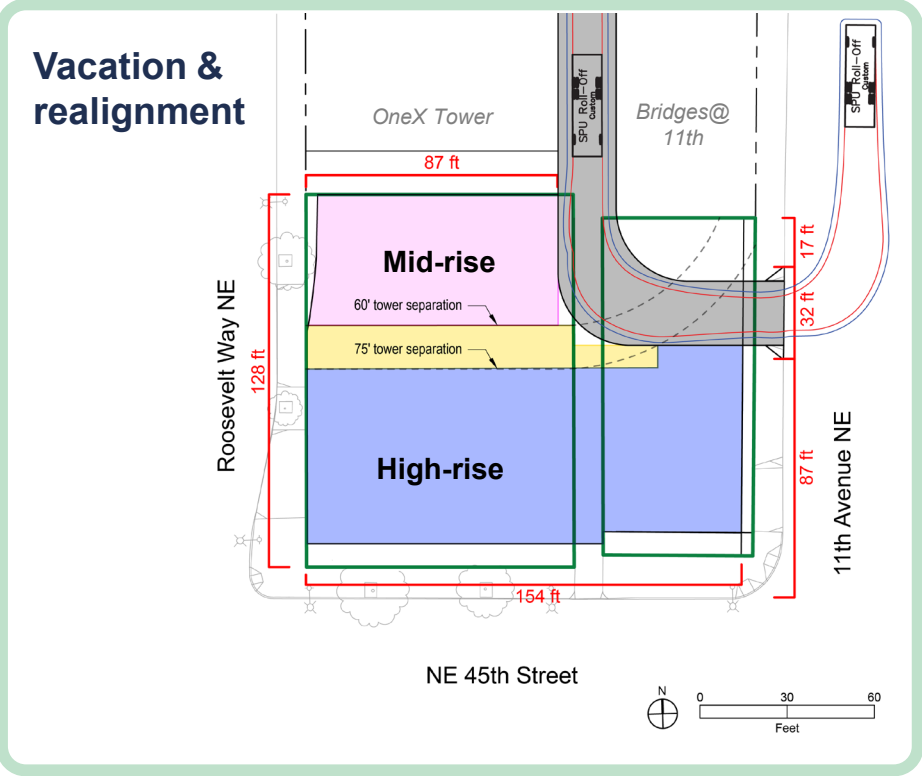 Vacation &
realignment
OneX Tower
Bridges@
11th
SPU Roll-Off
Custom
SPU Roll-Off
Custom
87 ft
17 ft
32 ft
Mid-rise
60' tower separation
75' tower separation
Roosevelt Way NE
128 ft
High-rise
87 ft
11th Avenue NE
154 ft
NE 45th Street
N
0 30 60
Feet